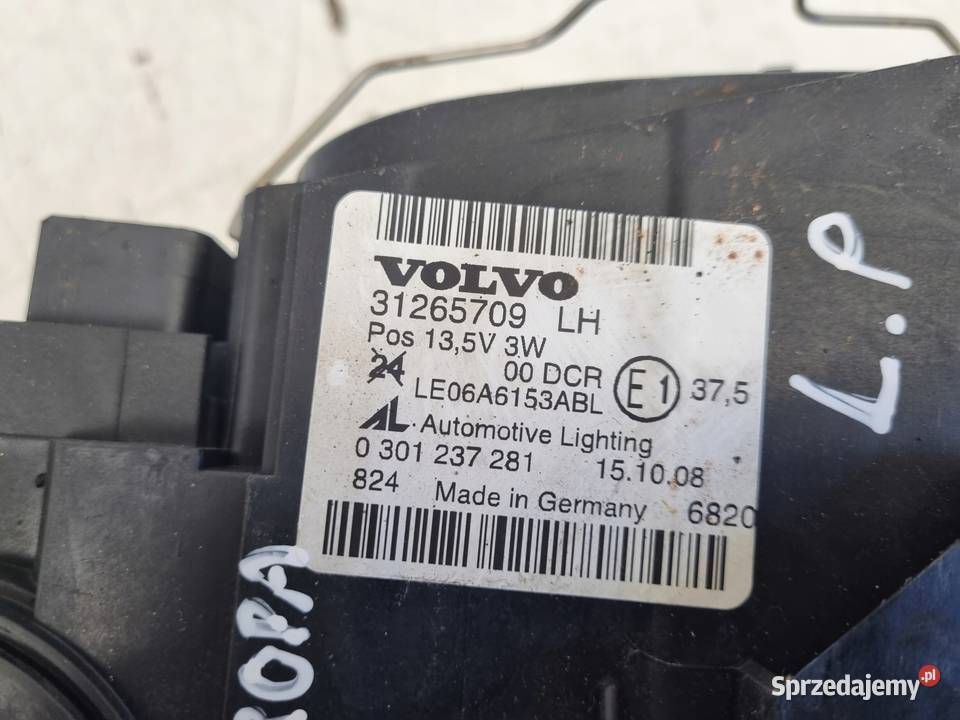 VOLVO
31265709 LH
Pos 13,5V 3W
24 00 DCR
LE06A6153ABL E1 37,5
AL. Automotive Lighting
0 301 237 281 15.10.08
824 Made in Germany 6820
L.P
ROPA
Sprzedajemy.pl